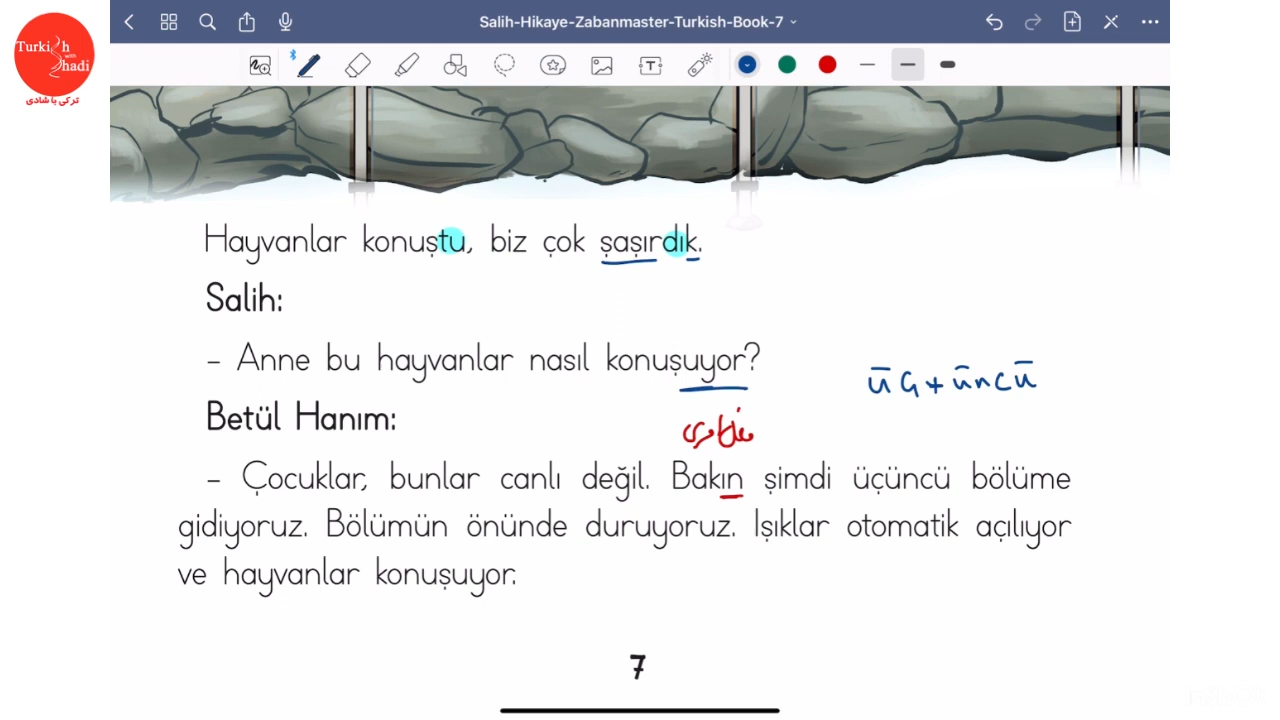 Turkish
with
Shadi
ترکی با شادی
Salih-Hikaye-Zabanmaster-Turkish-Book-7
T
Hayvanlar konuştu, biz çok şaşırdık.
Salih:
– Anne bu hayvanlar nasıl konuşuyor?
üç + üncü
Betül Hanım:
– Çocuklar, bunlar canlı değil. Bakın şimdi üçüncü bölüme
gidiyoruz. Bölümün önünde duruyoruz. Işıklar otomatik açılıyor
ve hayvanlar konuşuyor.
7